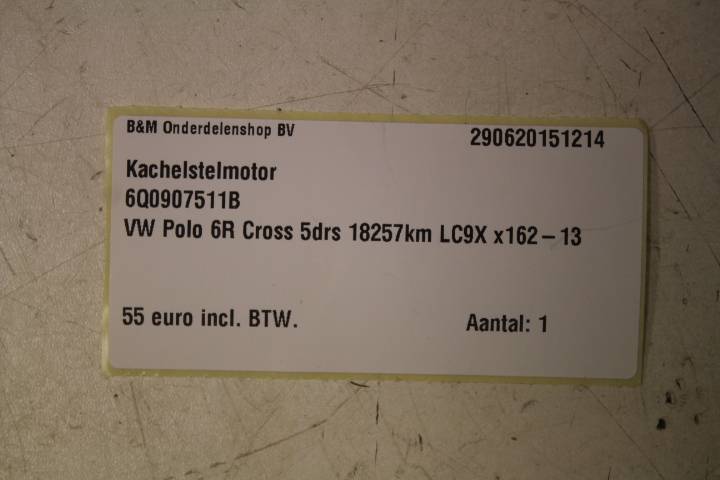 B&M Onderdelenshop BV 290620151214
Kachelstelmotor
6Q0907511B
VW Polo 6R Cross 5drs 18257km LC9X x162-13
55 euro incl. BTW. Aantal: 1